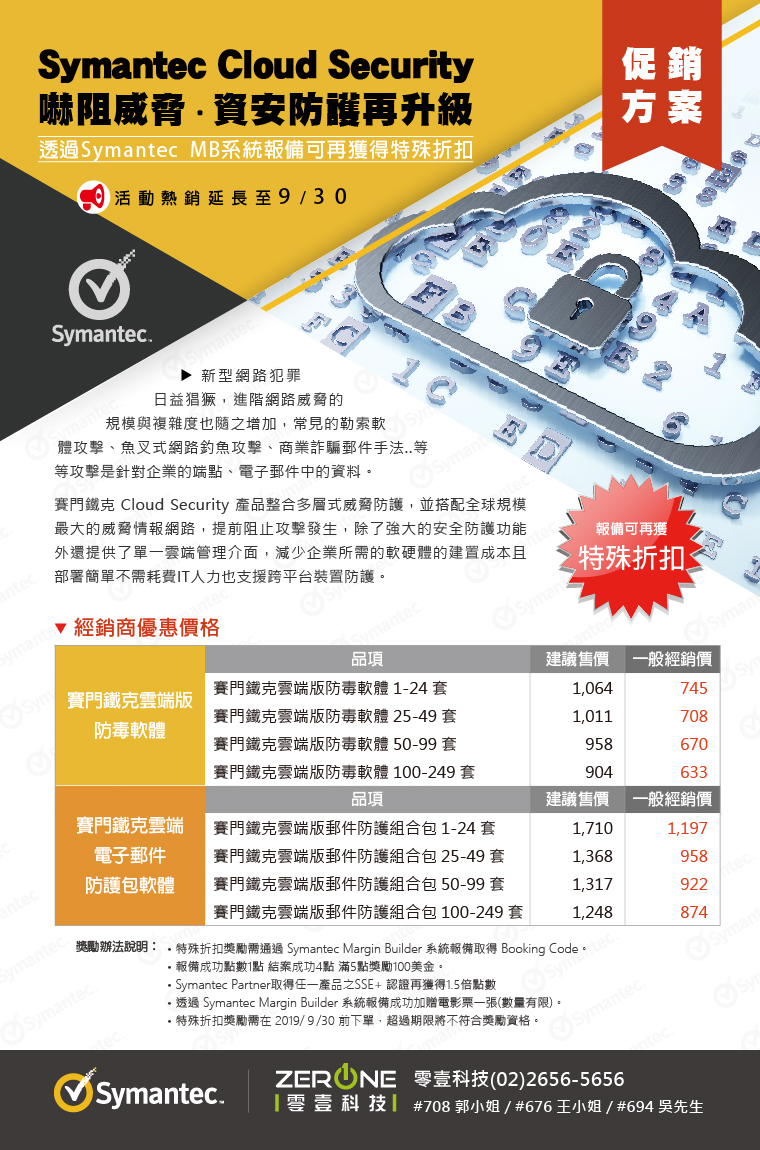 Symantec Cloud Security
嚇阻威脅．資安防護再升級
透過Symantec MB系統報備可再獲得特殊折扣
活動熱銷延長至9/30
促銷
方案
Symantec.
▶ 新型網路犯罪
日益猖獗，進階網路威脅的
規模與複雜度也隨之增加，常見的勒索軟
體攻擊、魚叉式網路釣魚攻擊、商業詐騙郵件手法..等
等攻擊是針對企業的端點、電子郵件中的資料。
賽門鐵克 Cloud Security 產品整合多層式威脅防護，並搭配全球規模
最大的威脅情報網路，提前阻止攻擊發生，除了強大的安全防護功能
外還提供了單一雲端管理介面，減少企業所需的軟硬體的建置成本且
部署簡單不需耗費IT人力也支援跨平台裝置防護。
報備可再獲
特殊折扣
▼ 經銷商優惠價格
品項 建議售價 一般經銷價
賽門鐵克雲端版
防毒軟體
賽門鐵克雲端版防毒軟體 1-24 套 1,064 745
賽門鐵克雲端版防毒軟體 25-49 套 1,011 708
賽門鐵克雲端版防毒軟體 50-99 套 958 670
賽門鐵克雲端版防毒軟體 100-249 套 904 633
品項 建議售價 一般經銷價
賽門鐵克雲端
電子郵件
防護包軟體
賽門鐵克雲端版郵件防護組合包 1-24 套 1,710 1,197
賽門鐵克雲端版郵件防護組合包 25-49 套 1,368 958
賽門鐵克雲端版郵件防護組合包 50-99 套 1,317 922
賽門鐵克雲端版郵件防護組合包 100-249 套 1,248 874
獎勵辦法說明：
• 特殊折扣獎勵需通過 Symantec Margin Builder 系統報備取得 Booking Code。
• 報備成功點數1點 結案成功4點 滿5點獎勵100美金。
• Symantec Partner取得任一產品之SSE+ 認證再獲得1.5倍點數
• 透過 Symantec Margin Builder 系統報備成功加贈電影票一張(數量有限)。
• 特殊折扣獎勵需在 2019/ 9 /30 前下單．超過期限將不符合獎勵資格。
Symantec.
ZERONE
零壹科技
零壹科技(02)2656-5656
#708 郭小姐 / #676 王小姐 / #694 吳先生